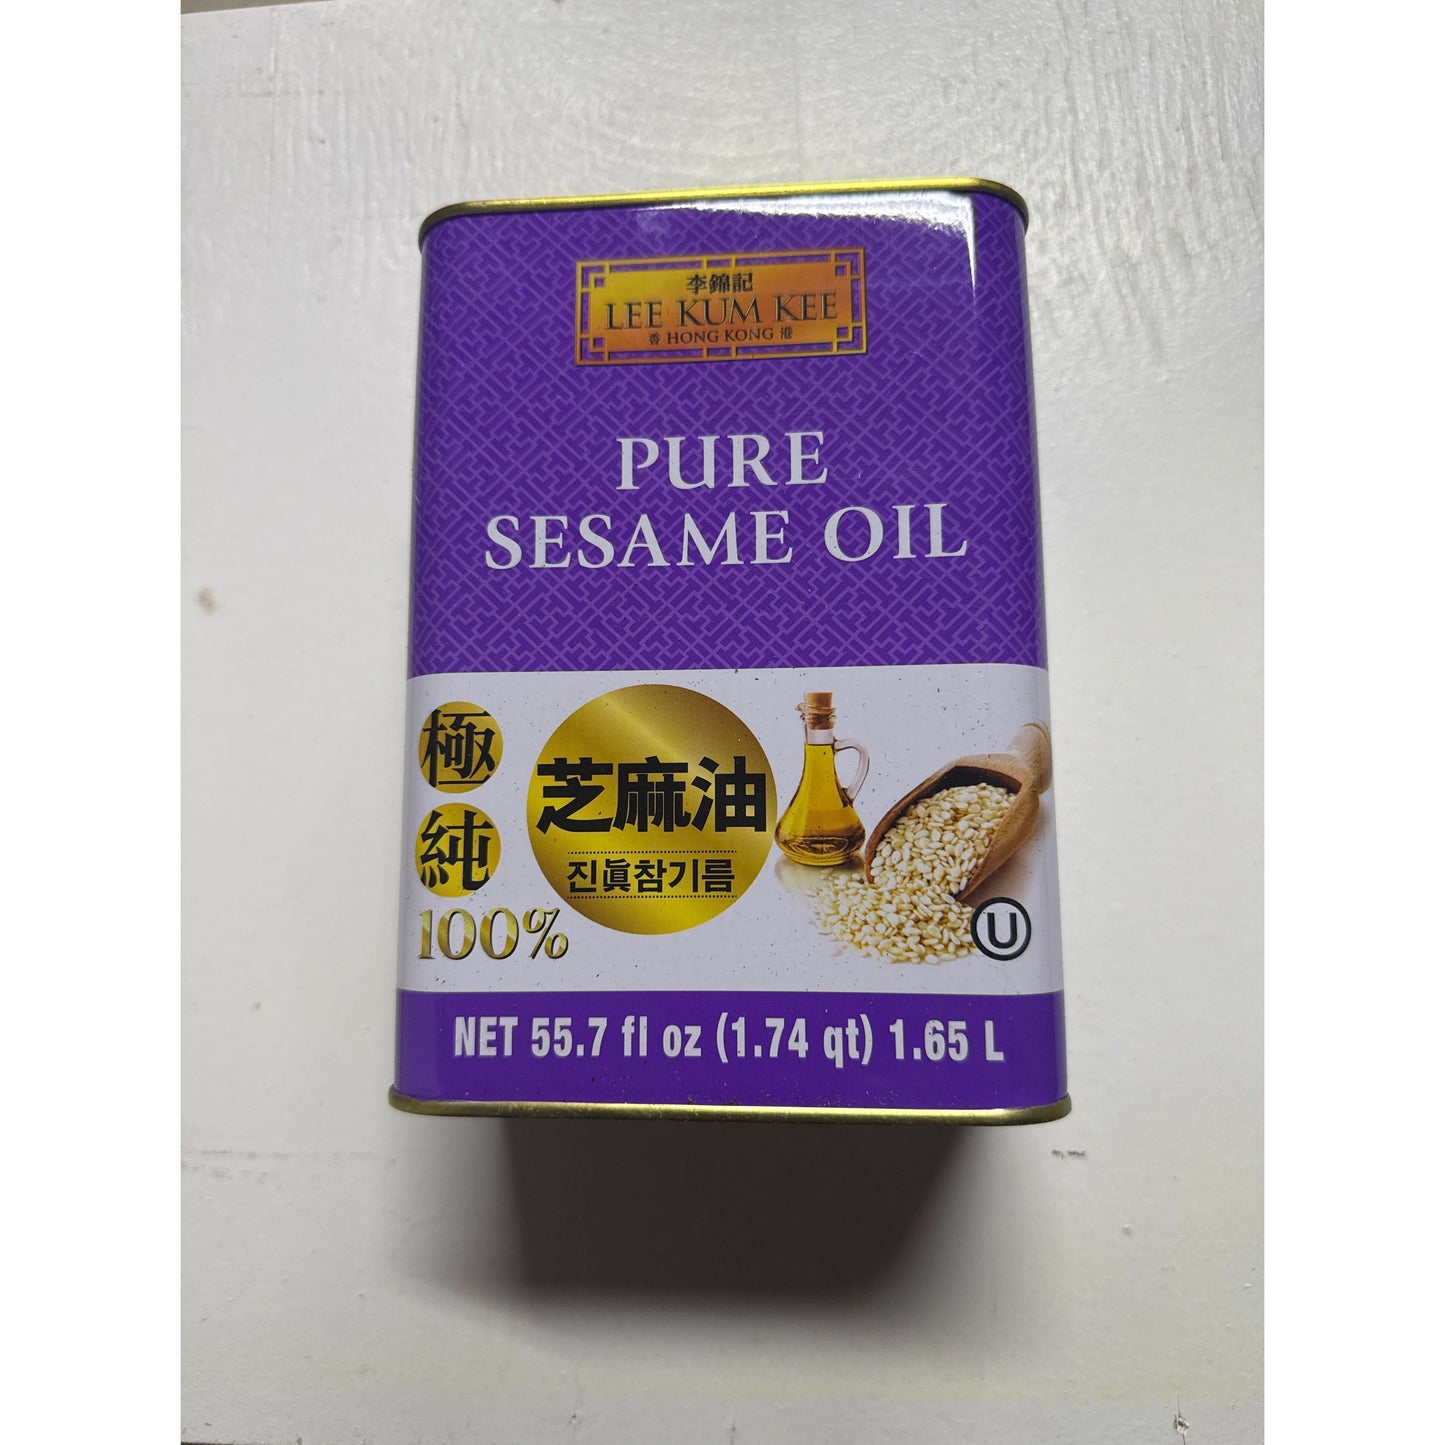 李錦記
LEE KUM KEE
香 HONG KONG 港
PURE
SESAME OIL
極
純
100%
芝麻油
진眞참기름
U
NET 55.7 fl oz (1.74 qt) 1.65 L